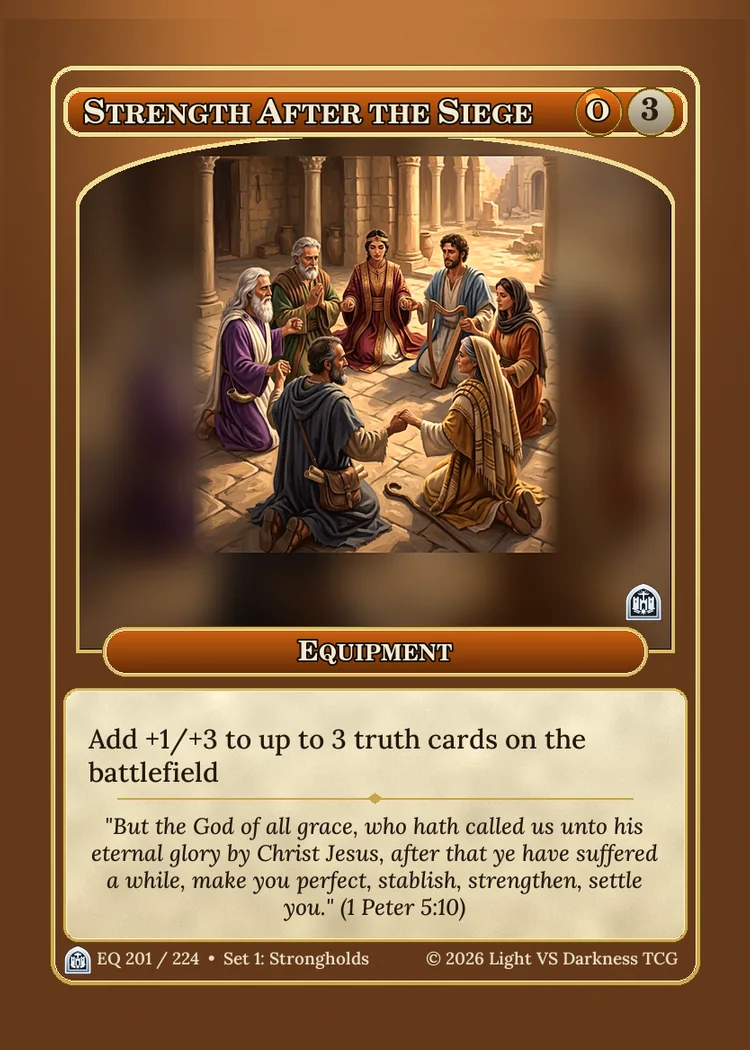 Strength After the Siege O 3
Equipment
Add +1/+3 to up to 3 truth cards on the
battlefield
"But the God of all grace, who hath called us unto his
eternal glory by Christ Jesus, after that ye have suffered
a while, make you perfect, stablish, strengthen, settle
you." (1 Peter 5:10)
EQ 201 / 224 • Set 1: Strongholds © 2026 Light VS Darkness TCG